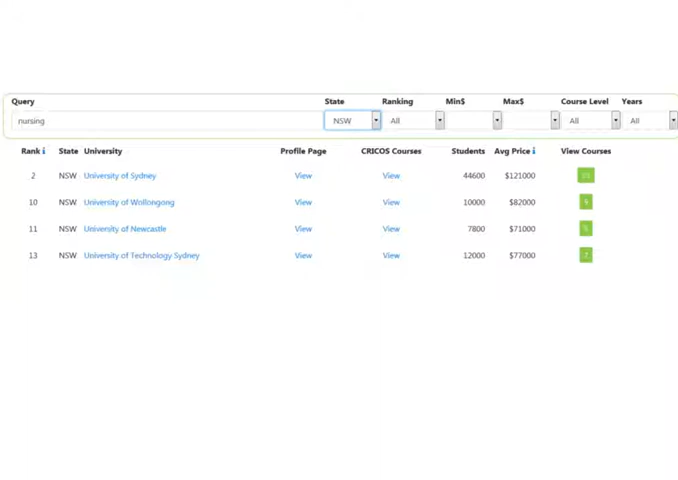 Query State Ranking Min$ Max$ Course Level Years
nursing NSW All All All
Rank State University Profile Page CRICOS Courses Students Avg Price View Courses
2 NSW University of Sydney View View 44600 $121000
10 NSW University of Wollongong View View 10000 $82000
11 NSW University of Newcastle View View 7800 $71000
13 NSW University of Technology Sydney View View 12000 $77000